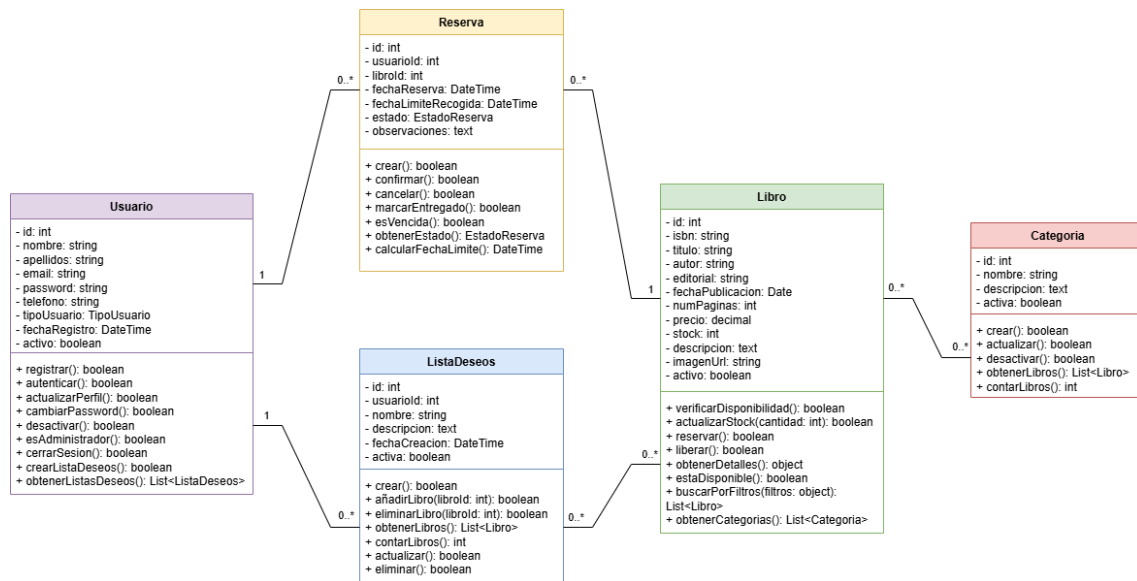 Reserva
- id: int
- usuarioId: int
- libroId: int
- fechaReserva: DateTime
- fechaLimiteRecogida: DateTime
- estado: EstadoReserva
- observaciones: text
+ crear(): boolean
+ confirmar(): boolean
+ cancelar(): boolean
+ marcarEntregado(): boolean
+ esVencida(): boolean
+ obtenerEstado(): EstadoReserva
+ calcularFechaLimite(): DateTime
0..*
0..*
Usuario
- id: int
- nombre: string
- apellidos: string
- email: string
- password: string
- telefono: string
- tipoUsuario: TipoUsuario
- fechaRegistro: DateTime
- activo: boolean
+ registrar(): boolean
+ autenticar(): boolean
+ actualizarPerfil(): boolean
+ cambiarPassword(): boolean
+ desactivar(): boolean
+ esAdministrador(): boolean
+ cerrarSesion(): boolean
+ crearListaDeseos(): boolean
+ obtenerListasDeseos(): List<ListaDeseos>
1
1
ListaDeseos
- id: int
- usuarioId: int
- nombre: string
- descripcion: text
- fechaCreacion: DateTime
- activa: boolean
+ crear(): boolean
+ añadirLibro(libroId: int): boolean
+ eliminarLibro(libroId: int): boolean
+ obtenerLibros(): List<Libro>
+ contarLibros(): int
+ actualizar(): boolean
+ eliminar(): boolean
0..*
0..*
Libro
- id: int
- isbn: string
- titulo: string
- autor: string
- editorial: string
- fechaPublicacion: Date
- numPaginas: int
- precio: decimal
- stock: int
- descripcion: text
- imagenUrl: string
- activo: boolean
+ verificarDisponibilidad(): boolean
+ actualizarStock(cantidad: int): boolean
+ reservar(): boolean
+ liberar(): boolean
+ obtenerDetalles(): object
+ estaDisponible(): boolean
+ buscarPorFiltros(filtros: object):
List<Libro>
+ obtenerCategorias(): List<Categoria>
1
0..*
0..*
0..*
Categoria
- id: int
- nombre: string
- descripcion: text
- activa: boolean
+ crear(): boolean
+ actualizar(): boolean
+ desactivar(): boolean
+ obtenerLibros(): List<Libro>
+ contarLibros(): int